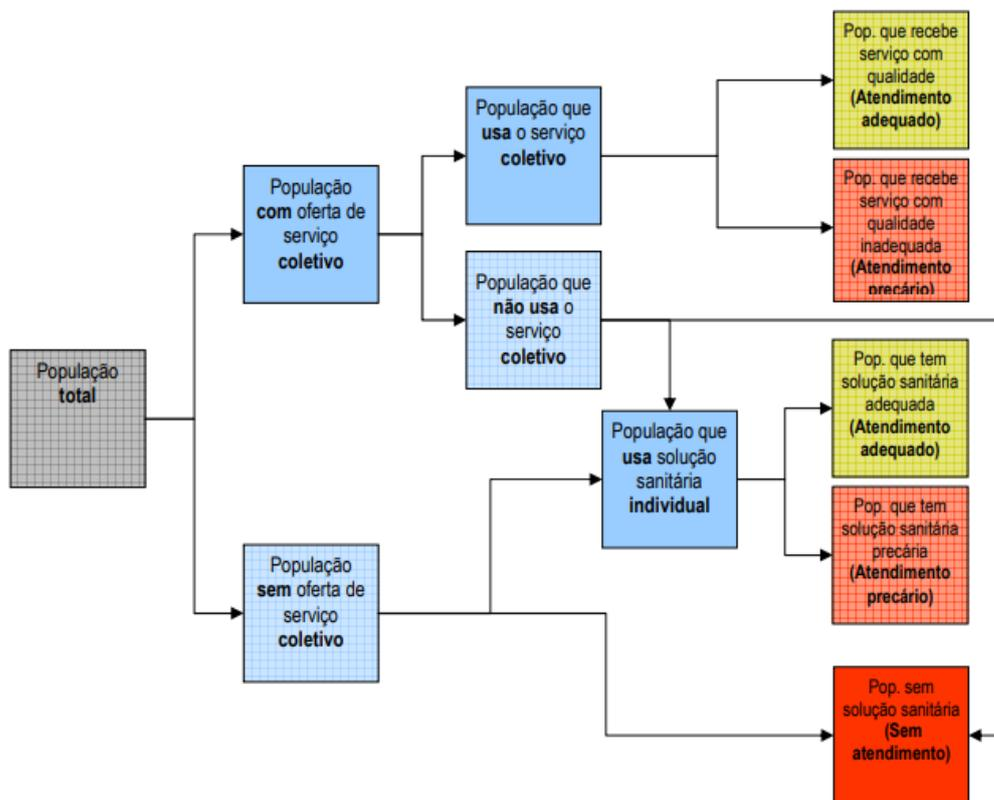 Pop. que recebe
serviço com
qualidade
(Atendimento
adequado)
População que
usa o serviço
coletivo
Pop. que recebe
serviço com
qualidade
inadequada
(Atendimento
precário)
População
com oferta de
serviço
coletivo
População que
não usa o
serviço
coletivo
População
total
Pop. que tem
solução sanitária
adequada
(Atendimento
adequado)
População que
usa solução
sanitária
individual
Pop. que tem
solução sanitária
precária
(Atendimento
precário)
População
sem oferta de
serviço
coletivo
Pop. sem
solução sanitária
(Sem
atendimento)